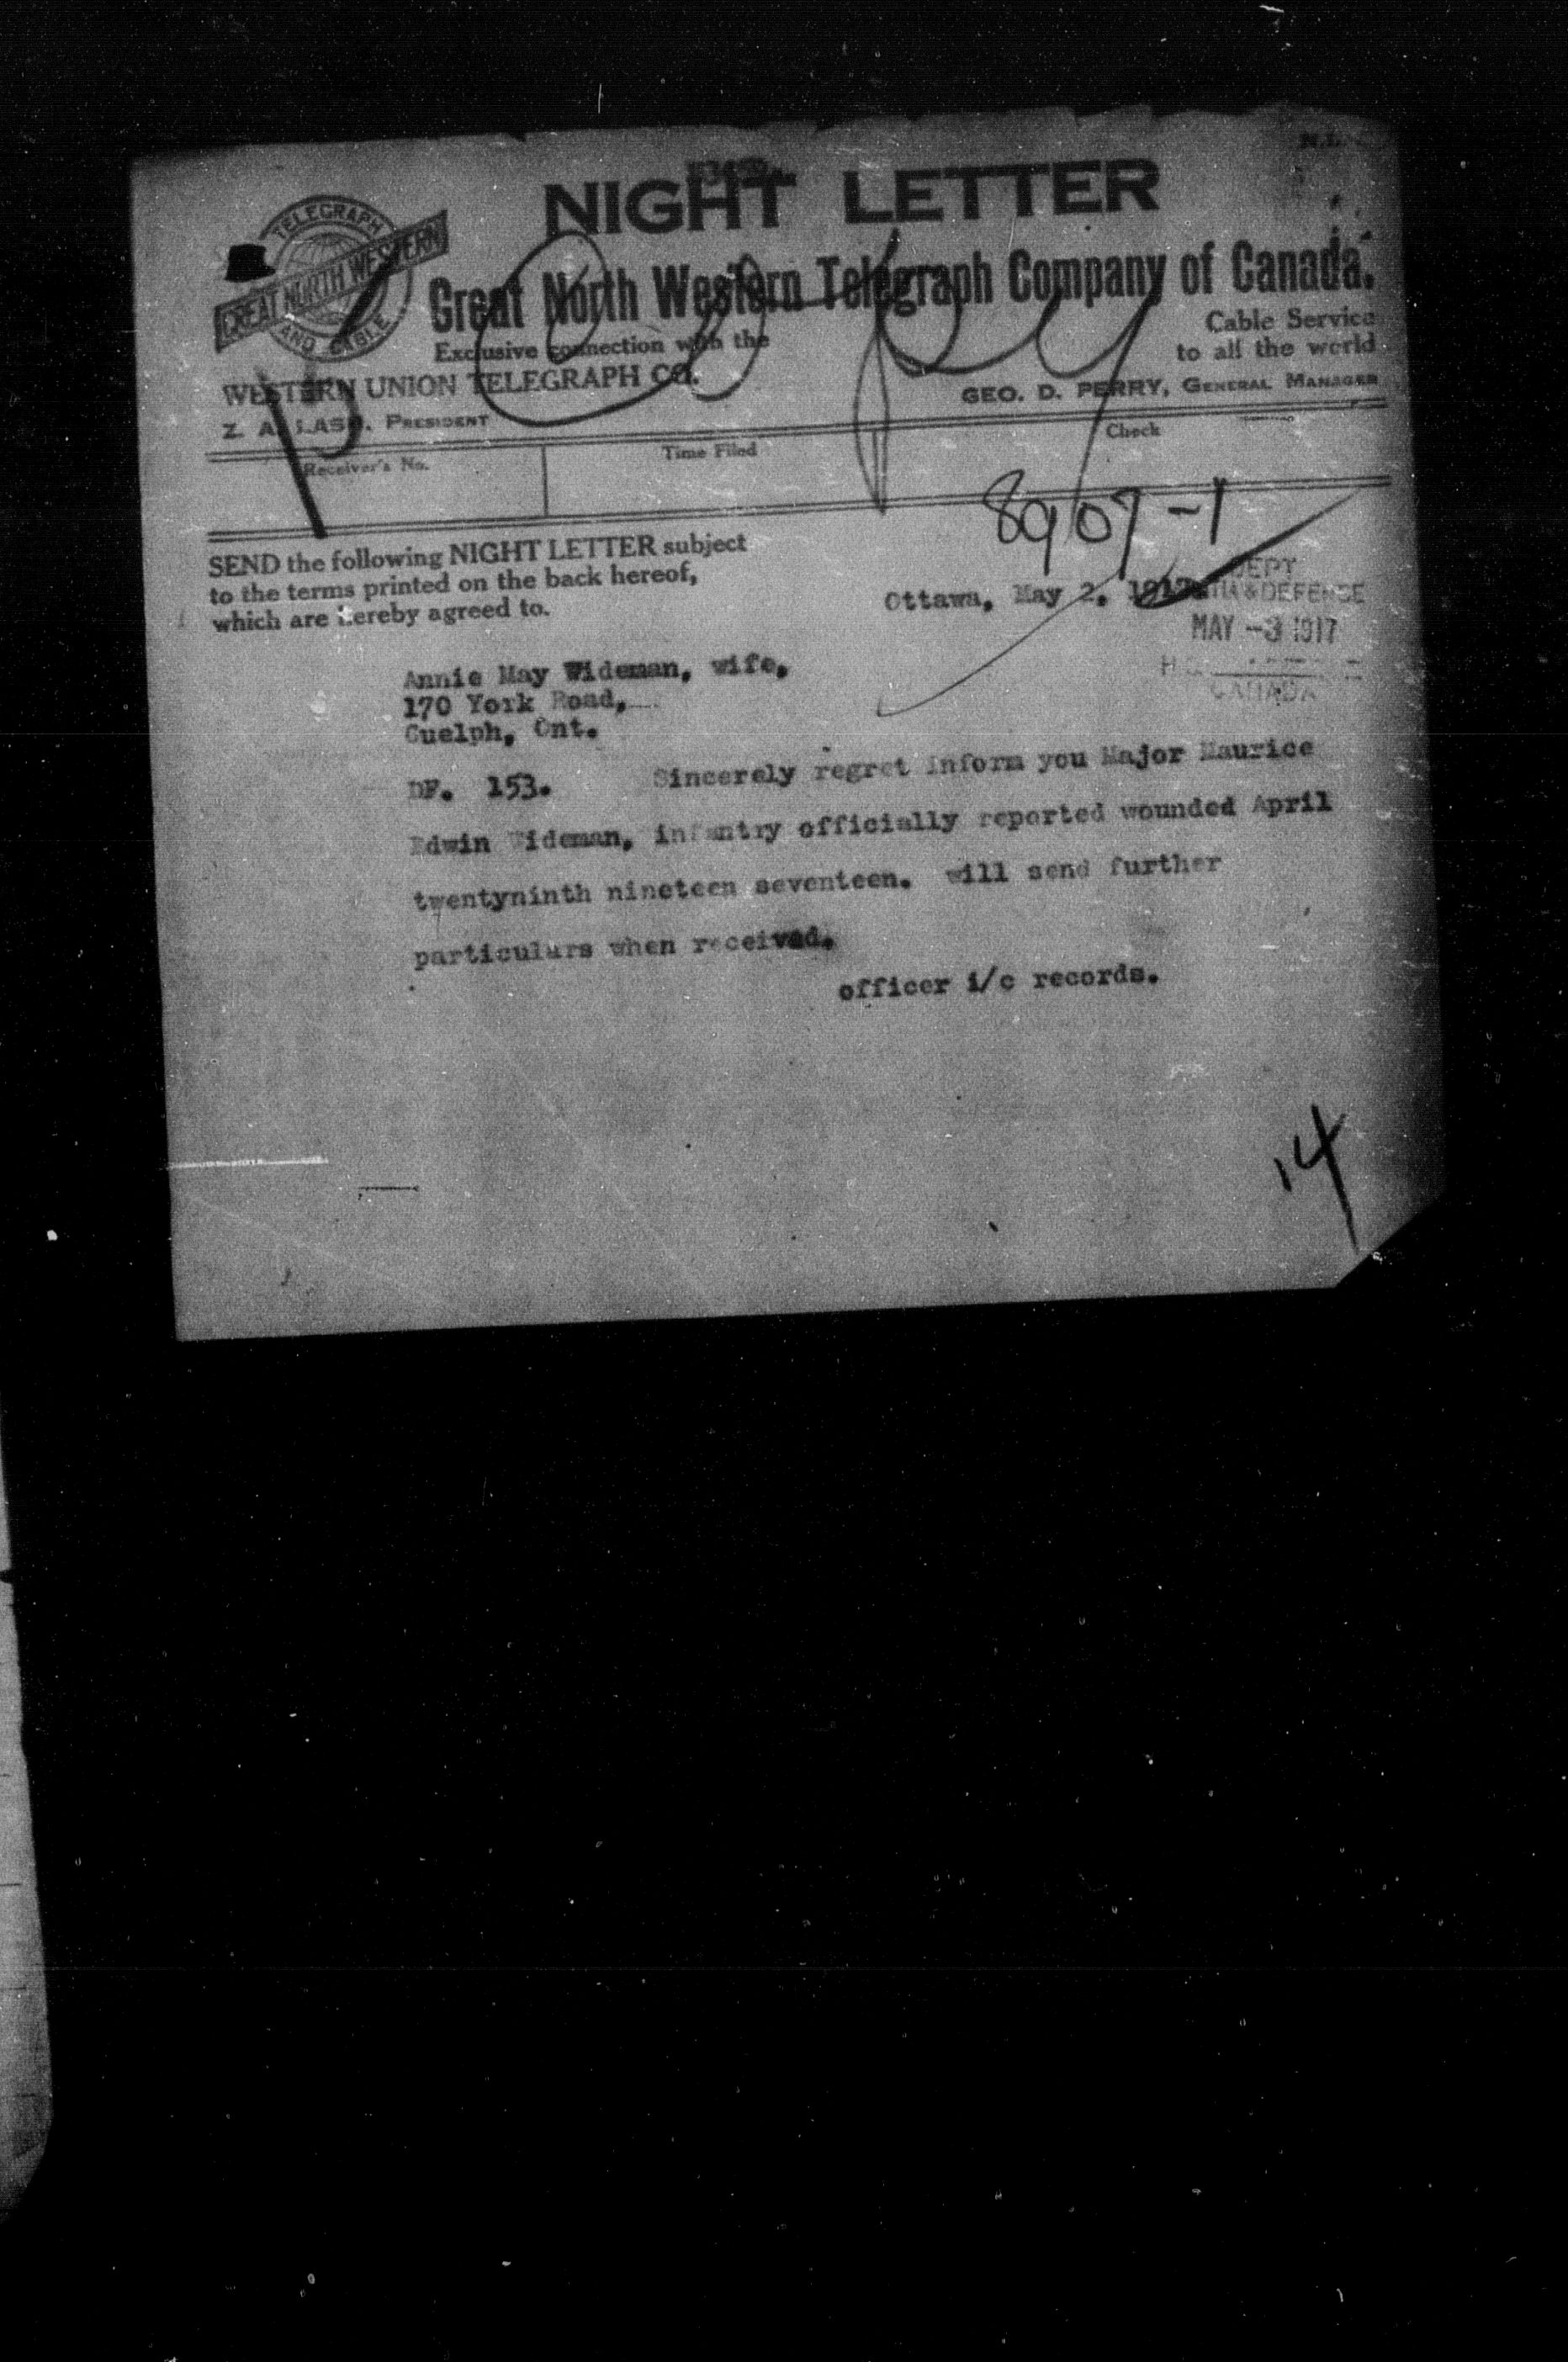 N.L.
NIGHT LETTER
TELEGRAPH
GREAT NORTH WESTERN
AND CABLE
Great North Western Telegraph Company of Canada.
Exclusive connection with the
WESTERN UNION TELEGRAPH CO.
Cable Service
to all the world
Z. A. LASH, PRESIDENT
GEO. D. PERRY, GENERAL MANAGER
Receiver's No.
Time Filed
Check
8907-1
SEND the following NIGHT LETTER subject
to the terms printed on the back hereof,
which are hereby agreed to.
Ottawa, May 2, 1917
DEPT
& DEFENSE
MAY -3 1917
CANADA
Annie May Wideman, wife,
170 York Road,
Guelph, Ont.
DF. 153. Sincerely regret inform you Major Maurice
Edwin Wideman, infantry officially reported wounded April
twentyninth nineteen seventeen. will send further
particulars when received.
officer i/c records.
14